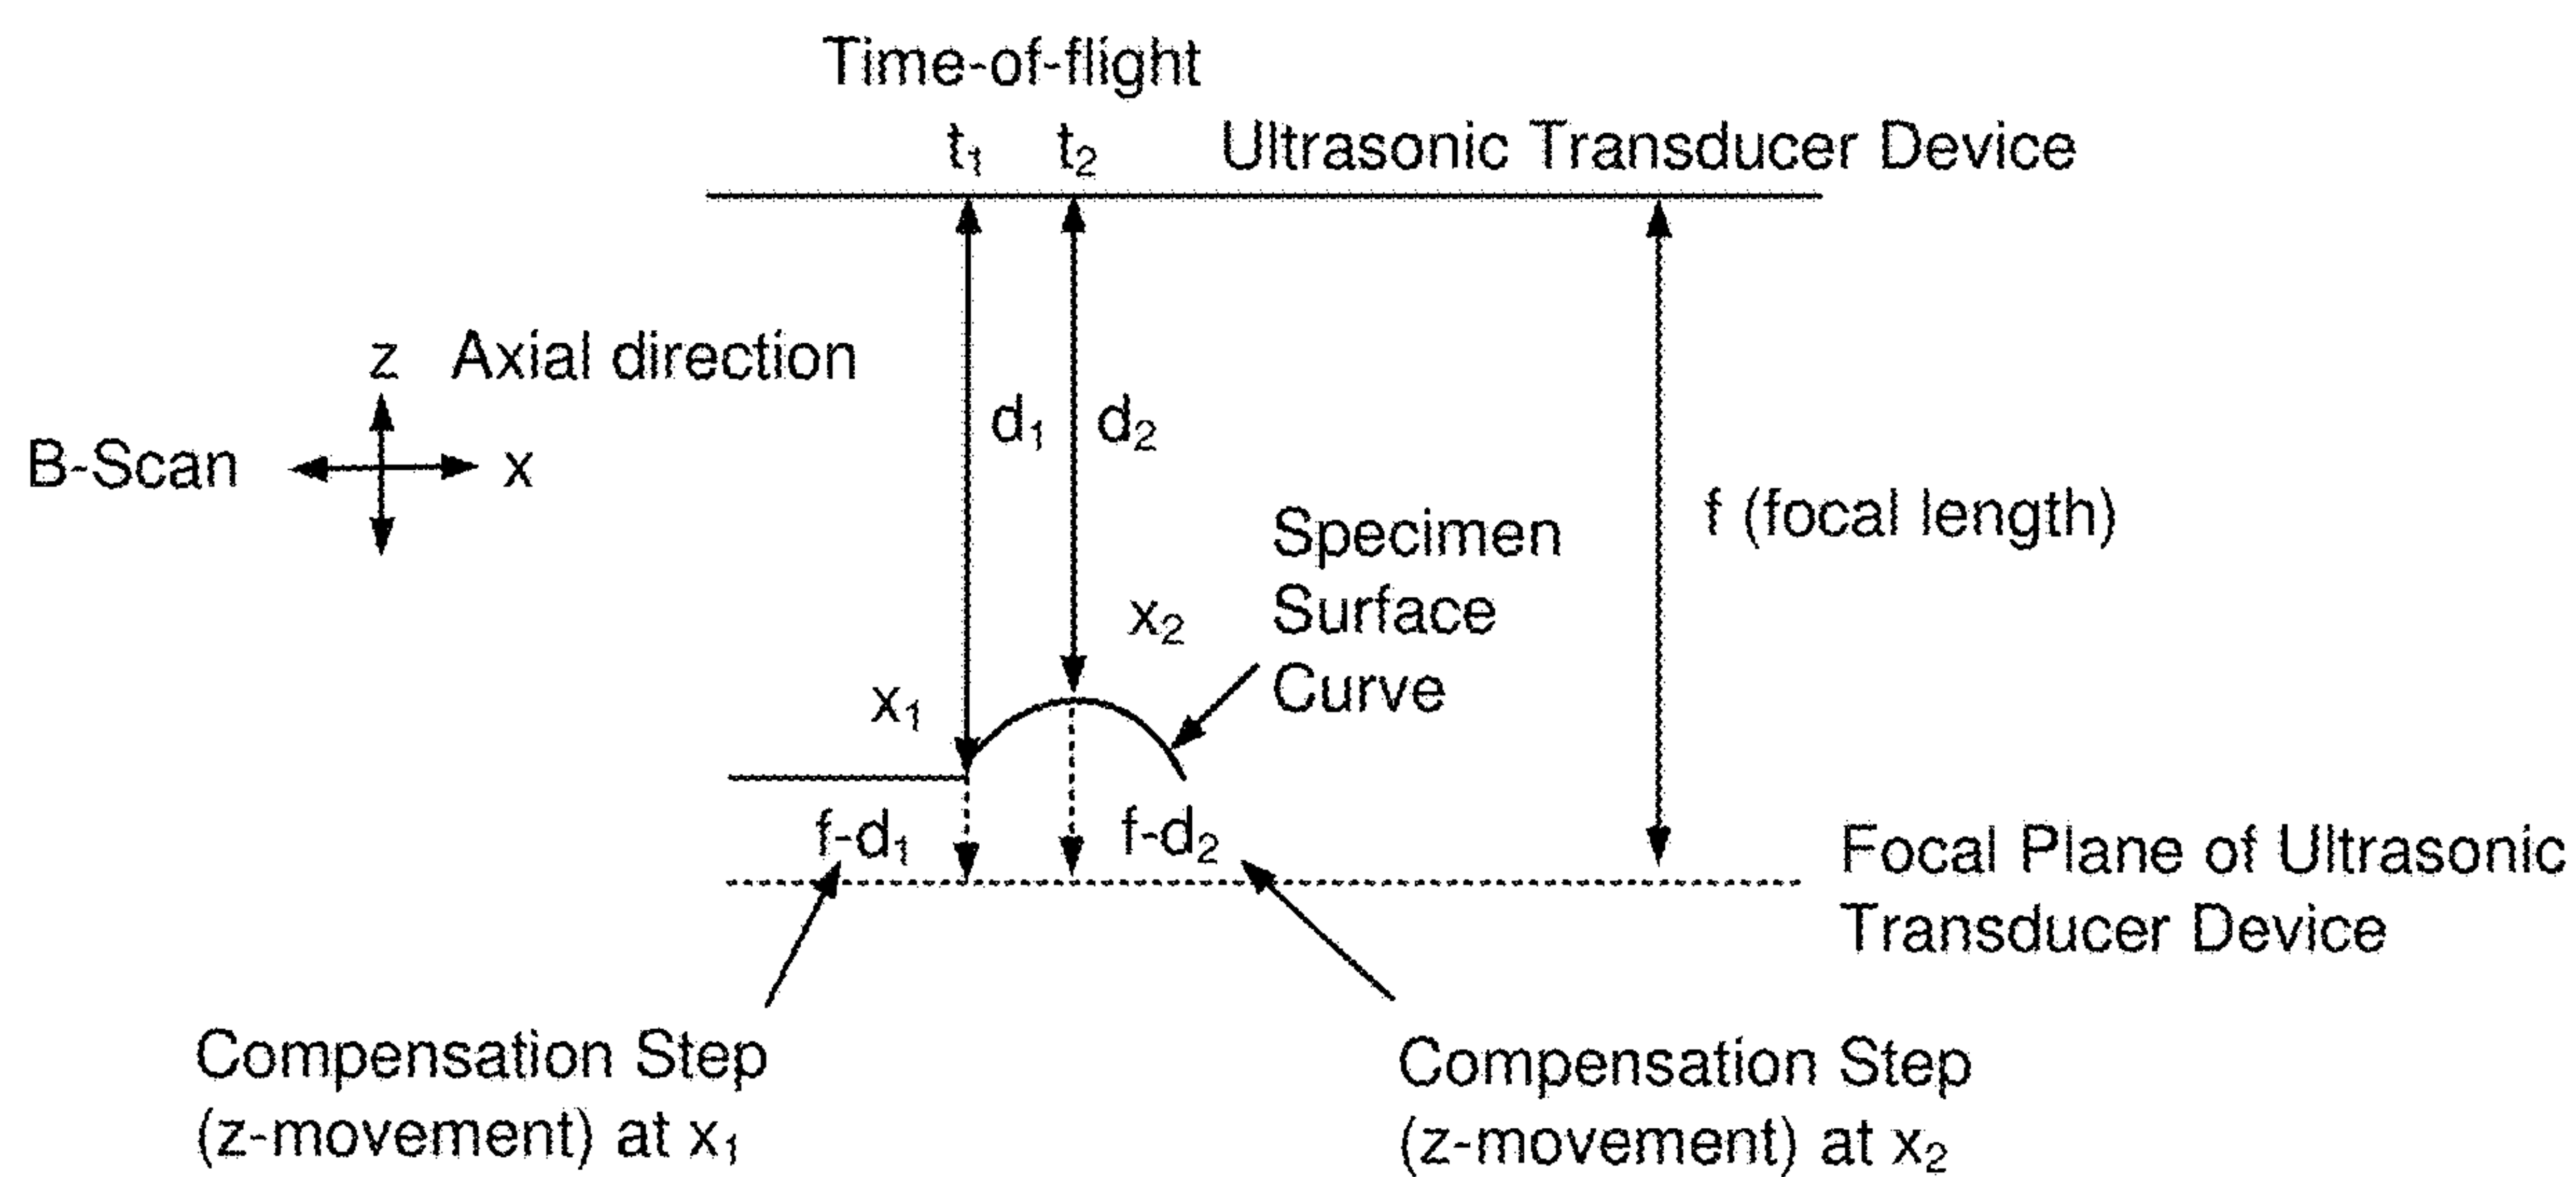 Time-of-flight
t₁ t₂ Ultrasonic Transducer Device
z Axial direction
B-Scan x
d₁ d₂
f (focal length)
Specimen
Surface
Curve
x₂
x₁
f-d₁ f-d₂
Focal Plane of Ultrasonic
Transducer Device
Compensation Step
(z-movement) at x₁
Compensation Step
(z-movement) at x₂